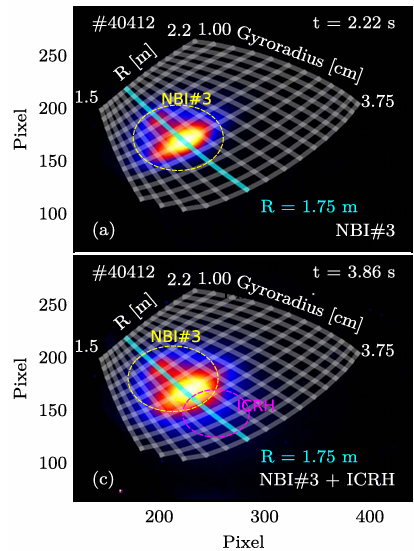 #40412 t = 2.22 s
2.2 1.00 Gyroradius [cm]
R [m]
1.5 NBI#3 3.75
250
200
150
100
Pixel
R = 1.75 m
(a) NBI#3
#40412 t = 3.86 s
2.2 1.00 Gyroradius [cm]
R [m]
NBI#3
1.5 3.75
ICRH
250
200
150
100
Pixel
R = 1.75 m
(c) NBI#3 + ICRH
200 300 400
Pixel